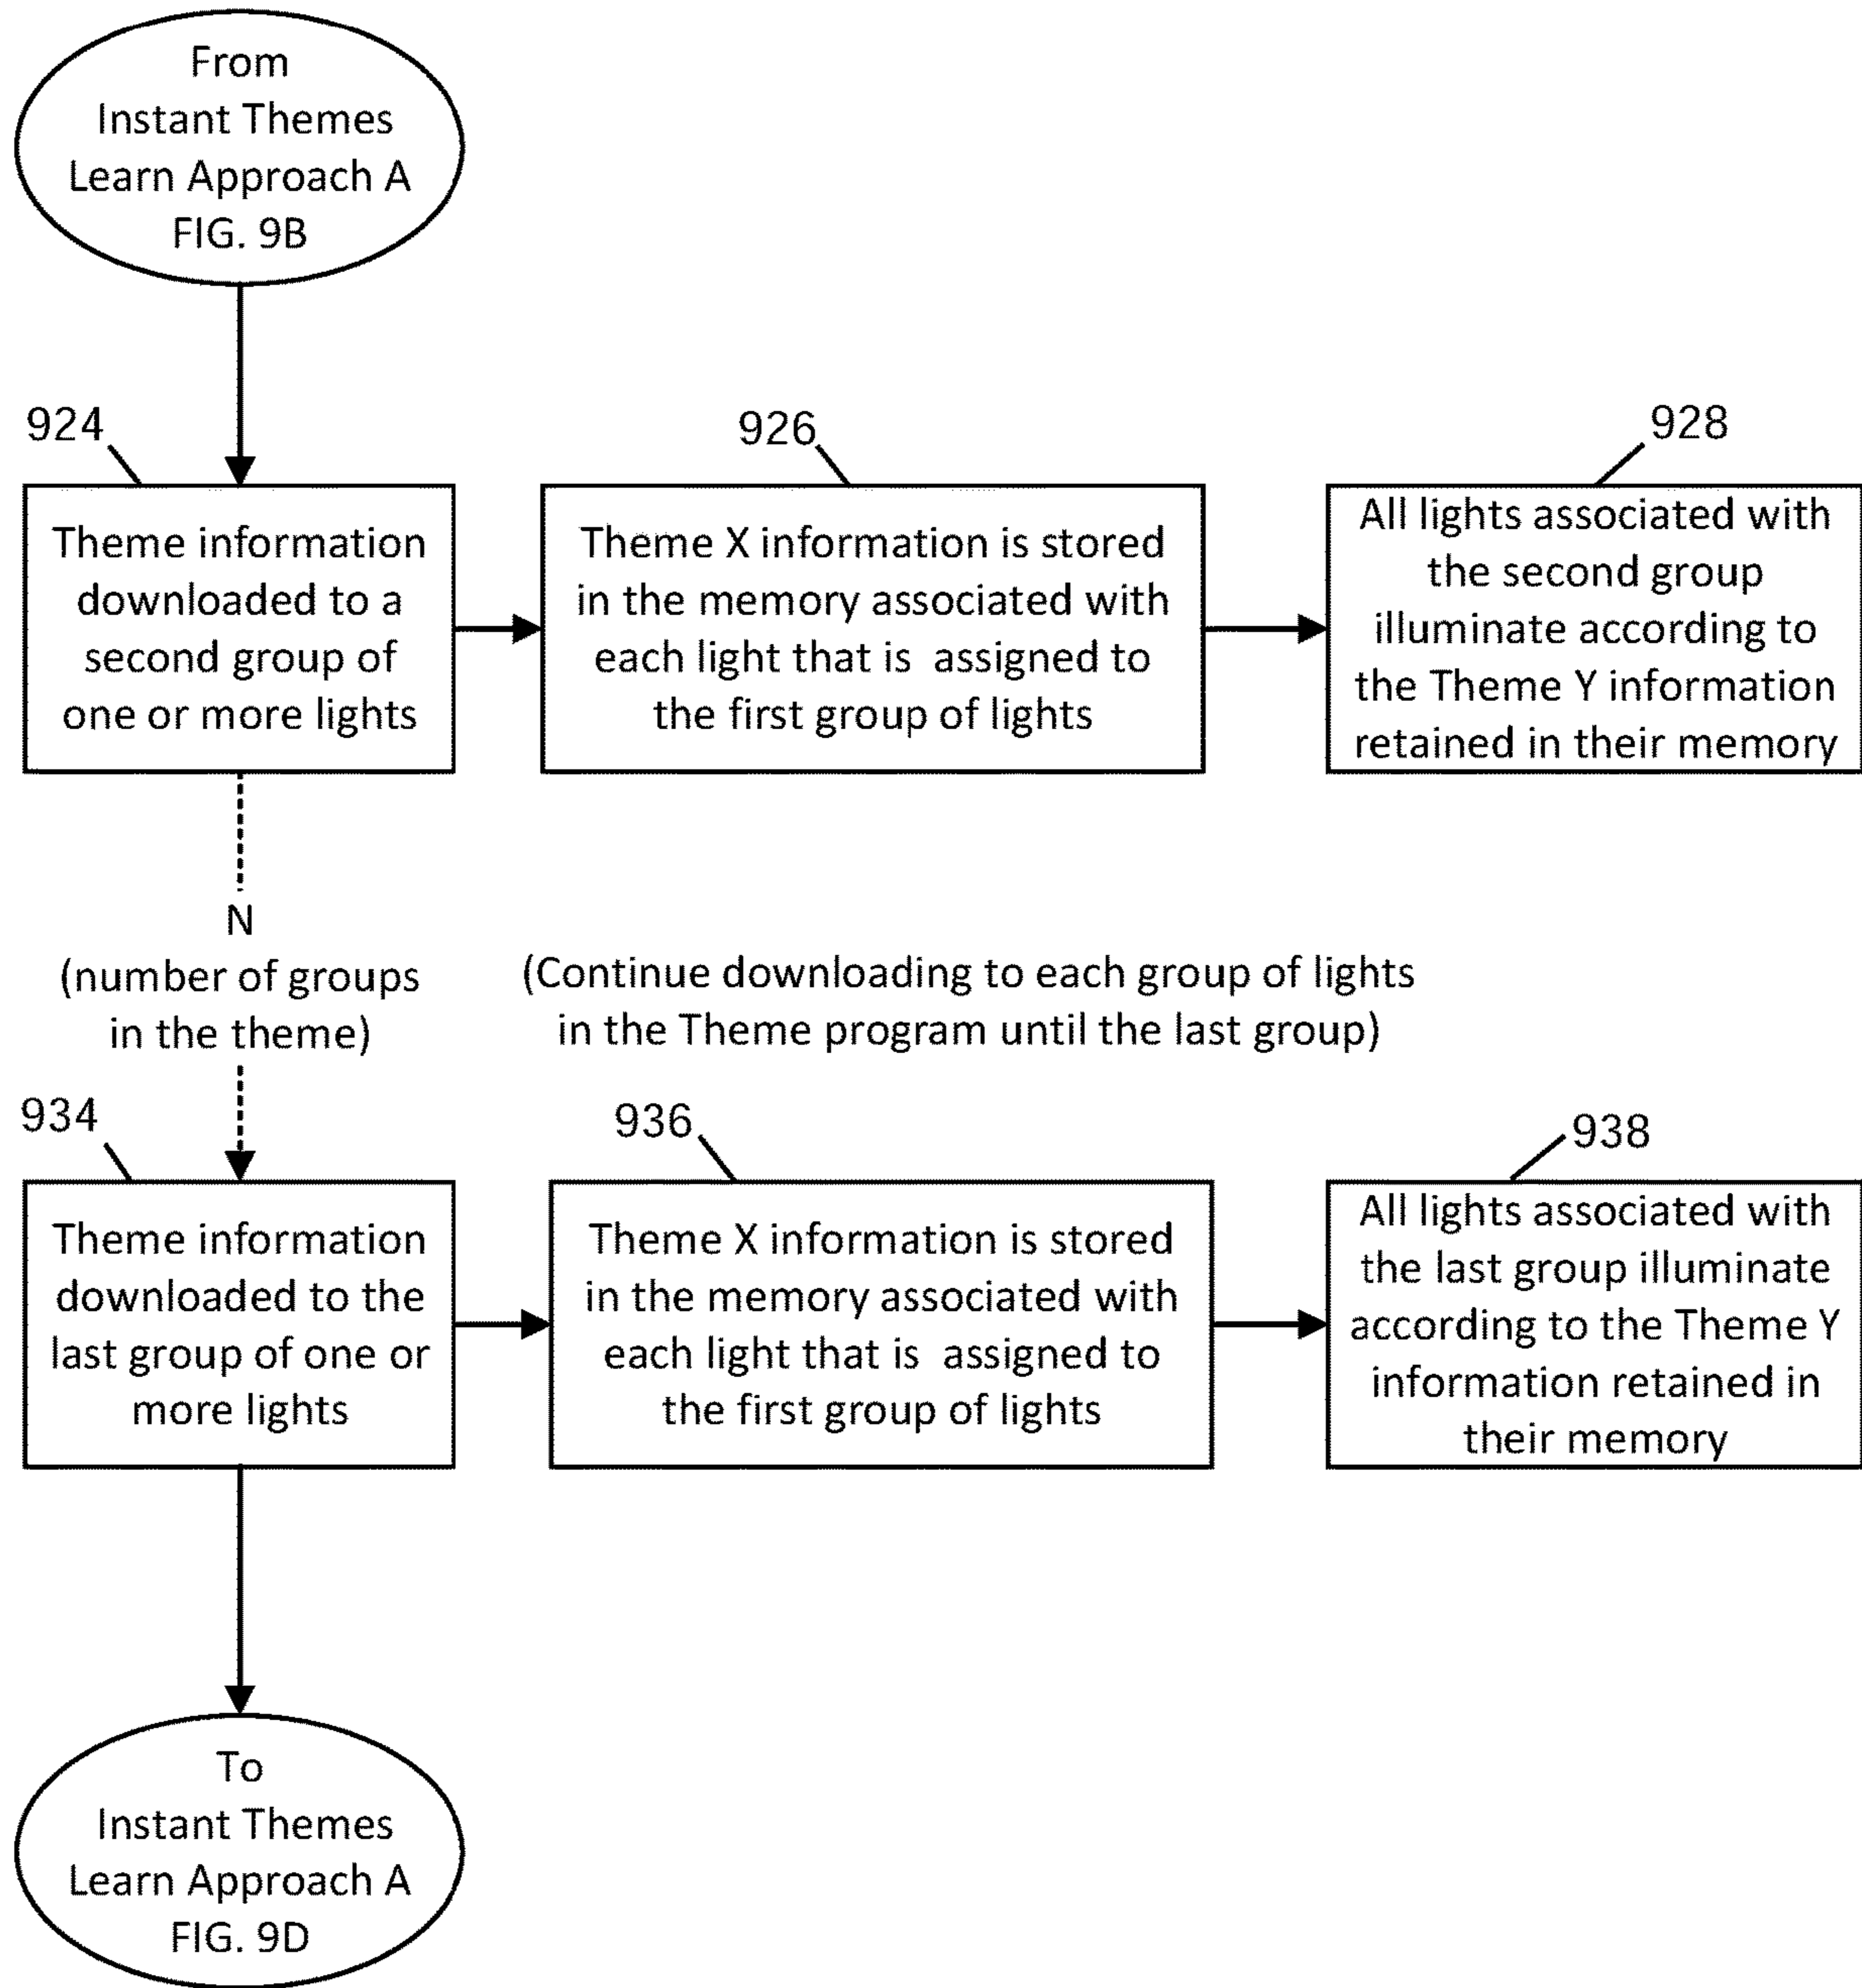 From
Instant Themes
Learn Approach A
FIG. 9B
924
Theme information
downloaded to a
second group of
one or more lights
926
Theme X information is stored
in the memory associated with
each light that is assigned to
the first group of lights
928
All lights associated with
the second group
illuminate according to
the Theme Y information
retained in their memory
N
(number of groups
in the theme)
(Continue downloading to each group of lights
in the Theme program until the last group)
934
Theme information
downloaded to the
last group of one or
more lights
936
Theme X information is stored
in the memory associated with
each light that is assigned to
the first group of lights
938
All lights associated with
the last group illuminate
according to the Theme Y
information retained in
their memory
To
Instant Themes
Learn Approach A
FIG. 9D